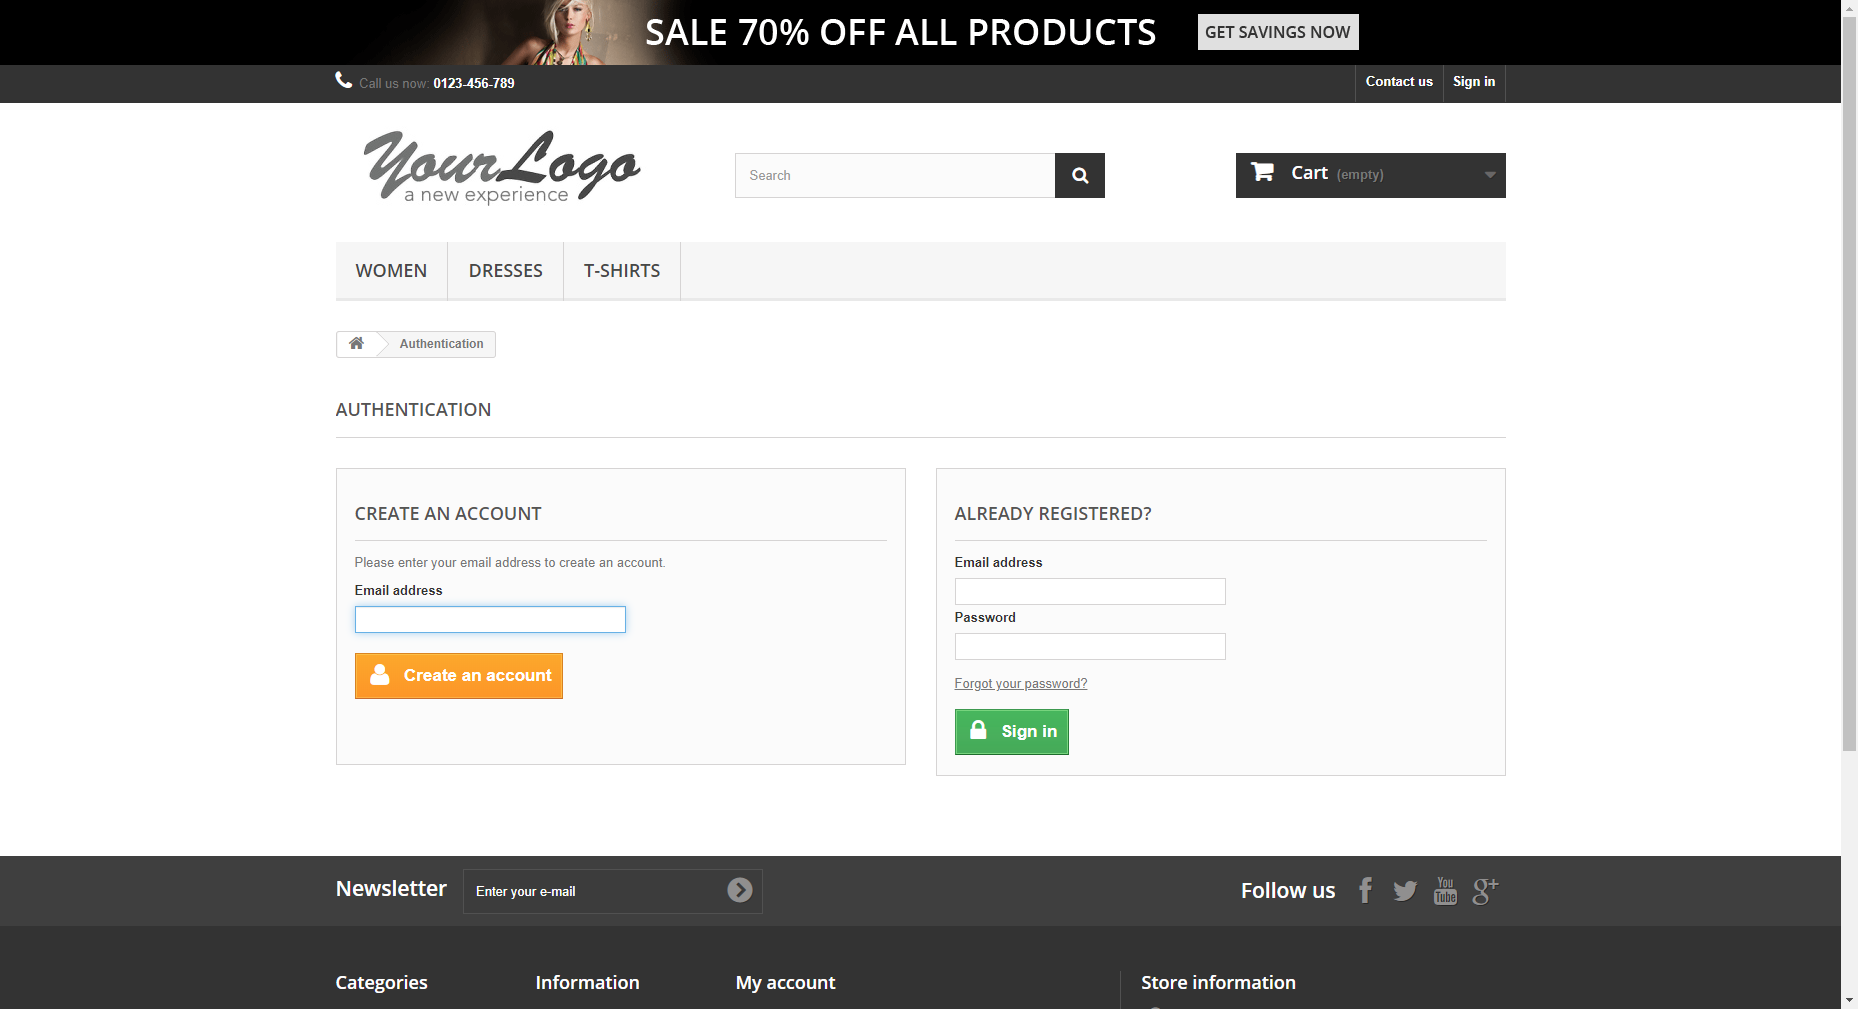 SALE 70% OFF ALL PRODUCTS
GET SAVINGS NOW
Call us now: 0123-456-789
Contact us
Sign in
YourLogo
a new experience
Search
Cart (empty)
WOMEN
DRESSES
T-SHIRTS
Authentication
AUTHENTICATION
CREATE AN ACCOUNT
Please enter your email address to create an account.
Email address
Create an account
ALREADY REGISTERED?
Email address
Password
Forgot your password?
Sign in
Newsletter
Enter your e-mail
Follow us
You
Tube
g+
Categories
Information
My account
Store information